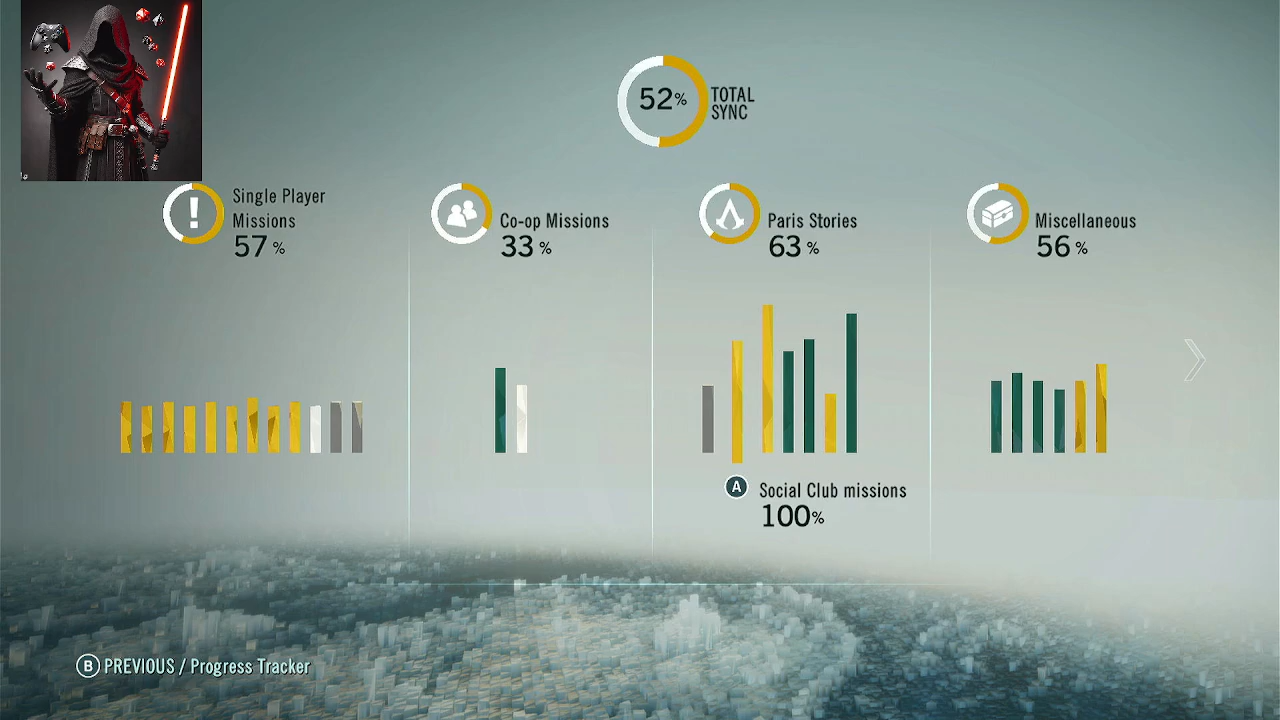 52%
TOTAL
SYNC
Single Player
Missions
57 %
Co-op Missions
33 %
Paris Stories
63 %
Miscellaneous
56 %
A Social Club missions
100%
B PREVIOUS / Progress Tracker